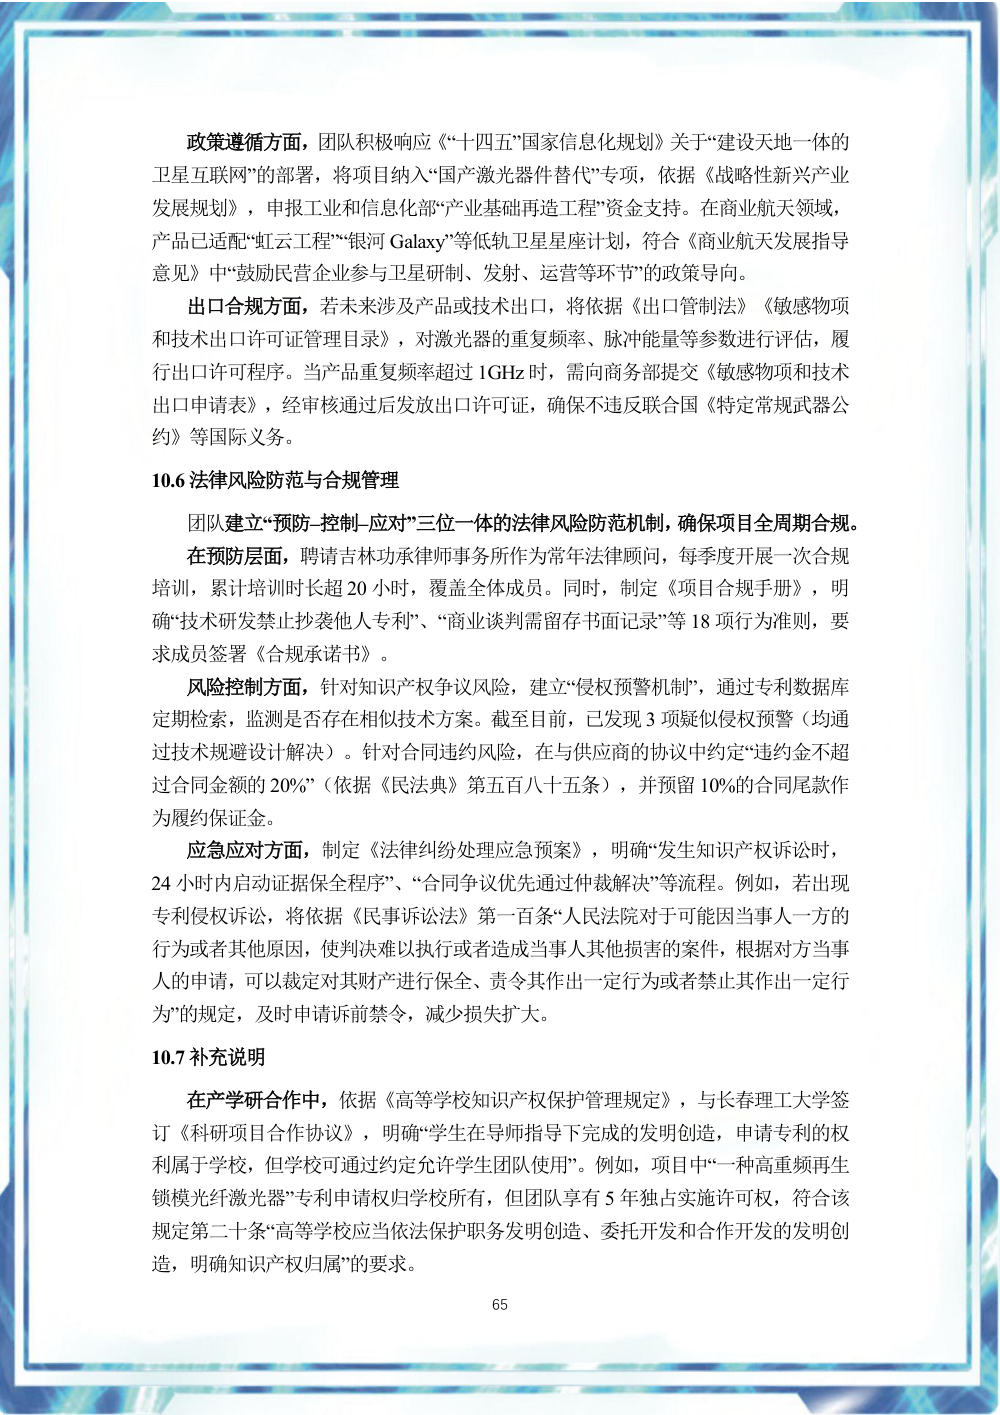 政策遵循方面，团队积极响应《“十四五”国家信息化规划》关于“建设天地一体的
卫星互联网”的部署，将项目纳入“国产激光器件替代”专项，依据《战略性新兴产业
发展规划》，申报工业和信息化部“产业基础再造工程”资金支持。在商业航天领域，
产品已适配“虹云工程”“银河 Galaxy”等低轨卫星星座计划，符合《商业航天发展指导
意见》中“鼓励民营企业参与卫星研制、发射、运营等环节”的政策导向。
出口合规方面，若未来涉及产品或技术出口，将依据《出口管制法》《敏感物项
和技术出口许可证管理目录》，对激光器的重复频率、脉冲能量等参数进行评估，履
行出口许可程序。当产品重复频率超过 1GHz 时，需向商务部提交《敏感物项和技术
出口申请表》，经审核通过后发放出口许可证，确保不违反联合国《特定常规武器公
约》等国际义务。
10.6 法律风险防范与合规管理
团队建立“预防–控制–应对”三位一体的法律风险防范机制，确保项目全周期合规。
在预防层面，聘请吉林功承律师事务所作为常年法律顾问，每季度开展一次合规
培训，累计培训时长超 20 小时，覆盖全体成员。同时，制定《项目合规手册》，明
确“技术研发禁止抄袭他人专利”、“商业谈判需留存书面记录”等 18 项行为准则，要
求成员签署《合规承诺书》。
风险控制方面，针对知识产权争议风险，建立“侵权预警机制”，通过专利数据库
定期检索，监测是否存在相似技术方案。截至目前，已发现 3 项疑似侵权预警（均通
过技术规避设计解决）。针对合同违约风险，在与供应商的协议中约定“违约金不超
过合同金额的 20%”（依据《民法典》第五百八十五条），并预留 10%的合同尾款作
为履约保证金。
应急应对方面，制定《法律纠纷处理应急预案》，明确“发生知识产权诉讼时，
24 小时内启动证据保全程序”、“合同争议优先通过仲裁解决”等流程。例如，若出现
专利侵权诉讼，将依据《民事诉讼法》第一百条“人民法院对于可能因当事人一方的
行为或者其他原因，使判决难以执行或者造成当事人其他损害的案件，根据对方当事
人的申请，可以裁定对其财产进行保全、责令其作出一定行为或者禁止其作出一定行
为”的规定，及时申请诉前禁令，减少损失扩大。
10.7 补充说明
在产学研合作中，依据《高等学校知识产权保护管理规定》，与长春理工大学签
订《科研项目合作协议》，明确“学生在导师指导下完成的发明创造，申请专利的权
利属于学校，但学校可通过约定允许学生团队使用”。例如，项目中“一种高重频再生
锁模光纤激光器”专利申请权归学校所有，但团队享有 5 年独占实施许可权，符合该
规定第二十条“高等学校应当依法保护职务发明创造、委托开发和合作开发的发明创
造，明确知识产权归属”的要求。
65